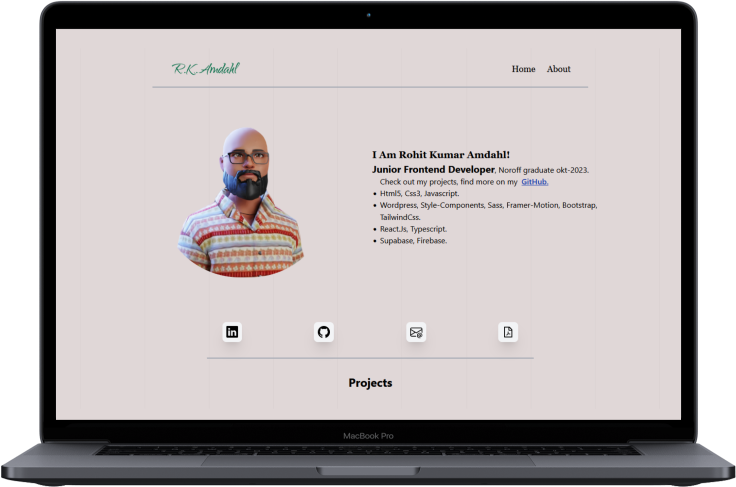 R.K. Amdahl
Home About
I Am Rohit Kumar Amdahl!
Junior Frontend Developer, Noroff graduate okt-2023.
Check out my projects, find more on my GitHub.
• Html5, Css3, Javascript.
• Wordpress, Style-Components, Sass, Framer-Motion, Bootstrap,
TailwindCss.
• ReactJs, Typescript.
• Supabase, Firebase.
in
Projects
MacBook Pro